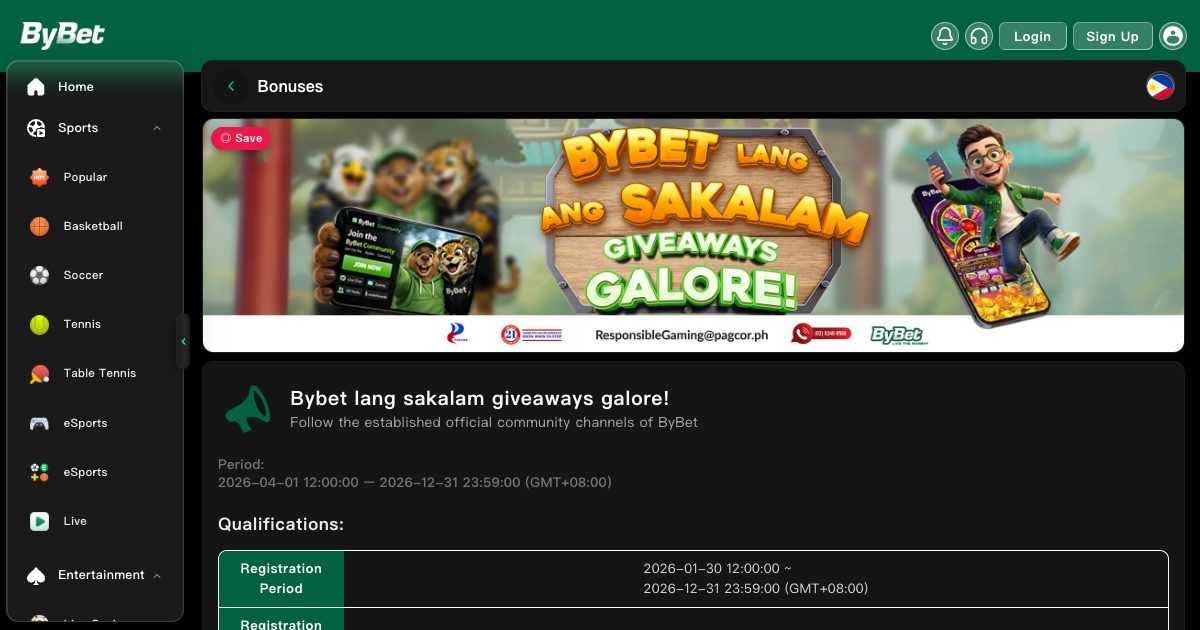 ByBet
Login
Sign Up
Home
Sports
Popular
Basketball
Soccer
Tennis
Table Tennis
eSports
eSports
Live
Entertainment
Bonuses
Save
BYBET LANG
ANG SAKALAM
GIVEAWAYS
GALORE!
ByBet Community
Join the
ByBet Community
JOIN NOW
ByBet
ByBet
21
ResponsibleGaming@pagcor.ph
ByBet
Bybet lang sakalam giveaways galore!
Follow the established official community channels of ByBet
Period:
2026-04-01 12:00:00 — 2026-12-31 23:59:00 (GMT+08:00)
Qualifications:
Registration
Period
2026-01-30 12:00:00 ~
2026-12-31 23:59:00 (GMT+08:00)
Registration